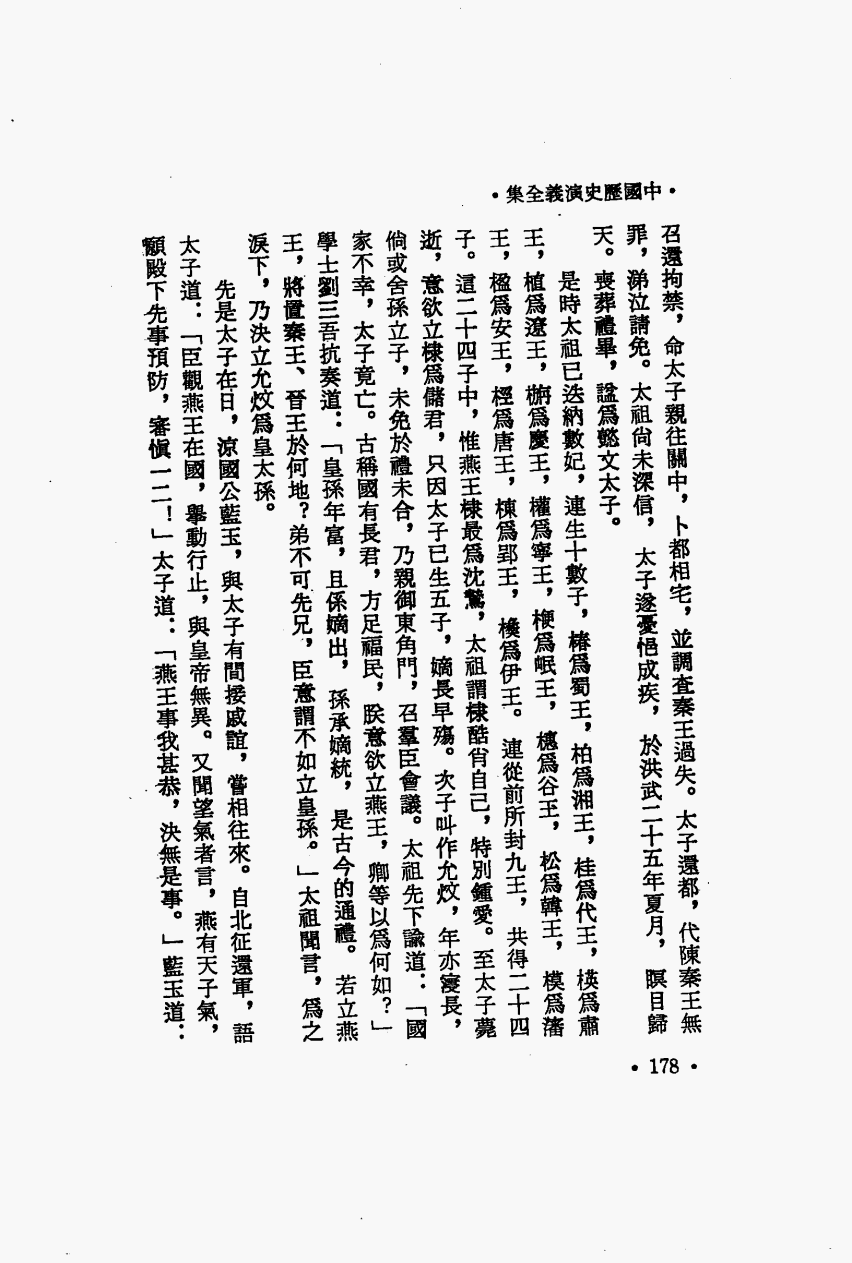 •中國歷史演義全集•
召還拘禁，命太子親往關中，卜都相宅，並調査秦王過失。太子還都，代陳秦王無
罪，涕泣請免。太祖尙未深信，太子遂憂悒成疾，於洪武二十五年夏月，瞑目歸
天。喪葬禮畢，諡爲懿文太子。
是時太祖已迭納數妃，連生十數子，椿爲蜀王，柏爲湘王，桂爲代王，楧爲肅
王，植爲遼王，㮵爲慶王，權爲寧王，楩爲岷王，橞爲谷王，松爲韓王，模爲瀋
王，楹爲安王，桱爲唐王，棟爲郢王，㰘爲伊王。連從前所封九王，共得二十四
子。這二十四子中，惟燕王棣最爲沈鷙，太祖謂棣酷肖自己，特別鍾愛。至太子薨
逝，意欲立棣爲儲君，只因太子已生五子，嫡長早殤。次子叫作允炆，年亦寖長，
倘或舍孫立子，未免於禮未合，乃親御東角門，召羣臣會議。太祖先下諭道：「國
家不幸，太子竟亡。古稱國有長君，方足福民，朕意欲立燕王，卿等以爲何如？」
學士劉三吾抗奏道：「皇孫年富，且係嫡出，孫承嫡統，是古今的通禮。若立燕
王，將置秦王、晉王於何地？弟不可先兄，臣意謂不如立皇孫。」太祖聞言，爲之
淚下，乃決立允炆爲皇太孫。
先是太子在日，涼國公藍玉，與太子有間接戚誼，嘗相往來。自北征還軍，語
太子道：「臣觀燕王在國，舉動行止，與皇帝無異。又聞望氣者言，燕有天子氣，
願殿下先事預防，審愼一二！」太子道：「燕王事我甚恭，決無是事。」藍玉道：
•178•